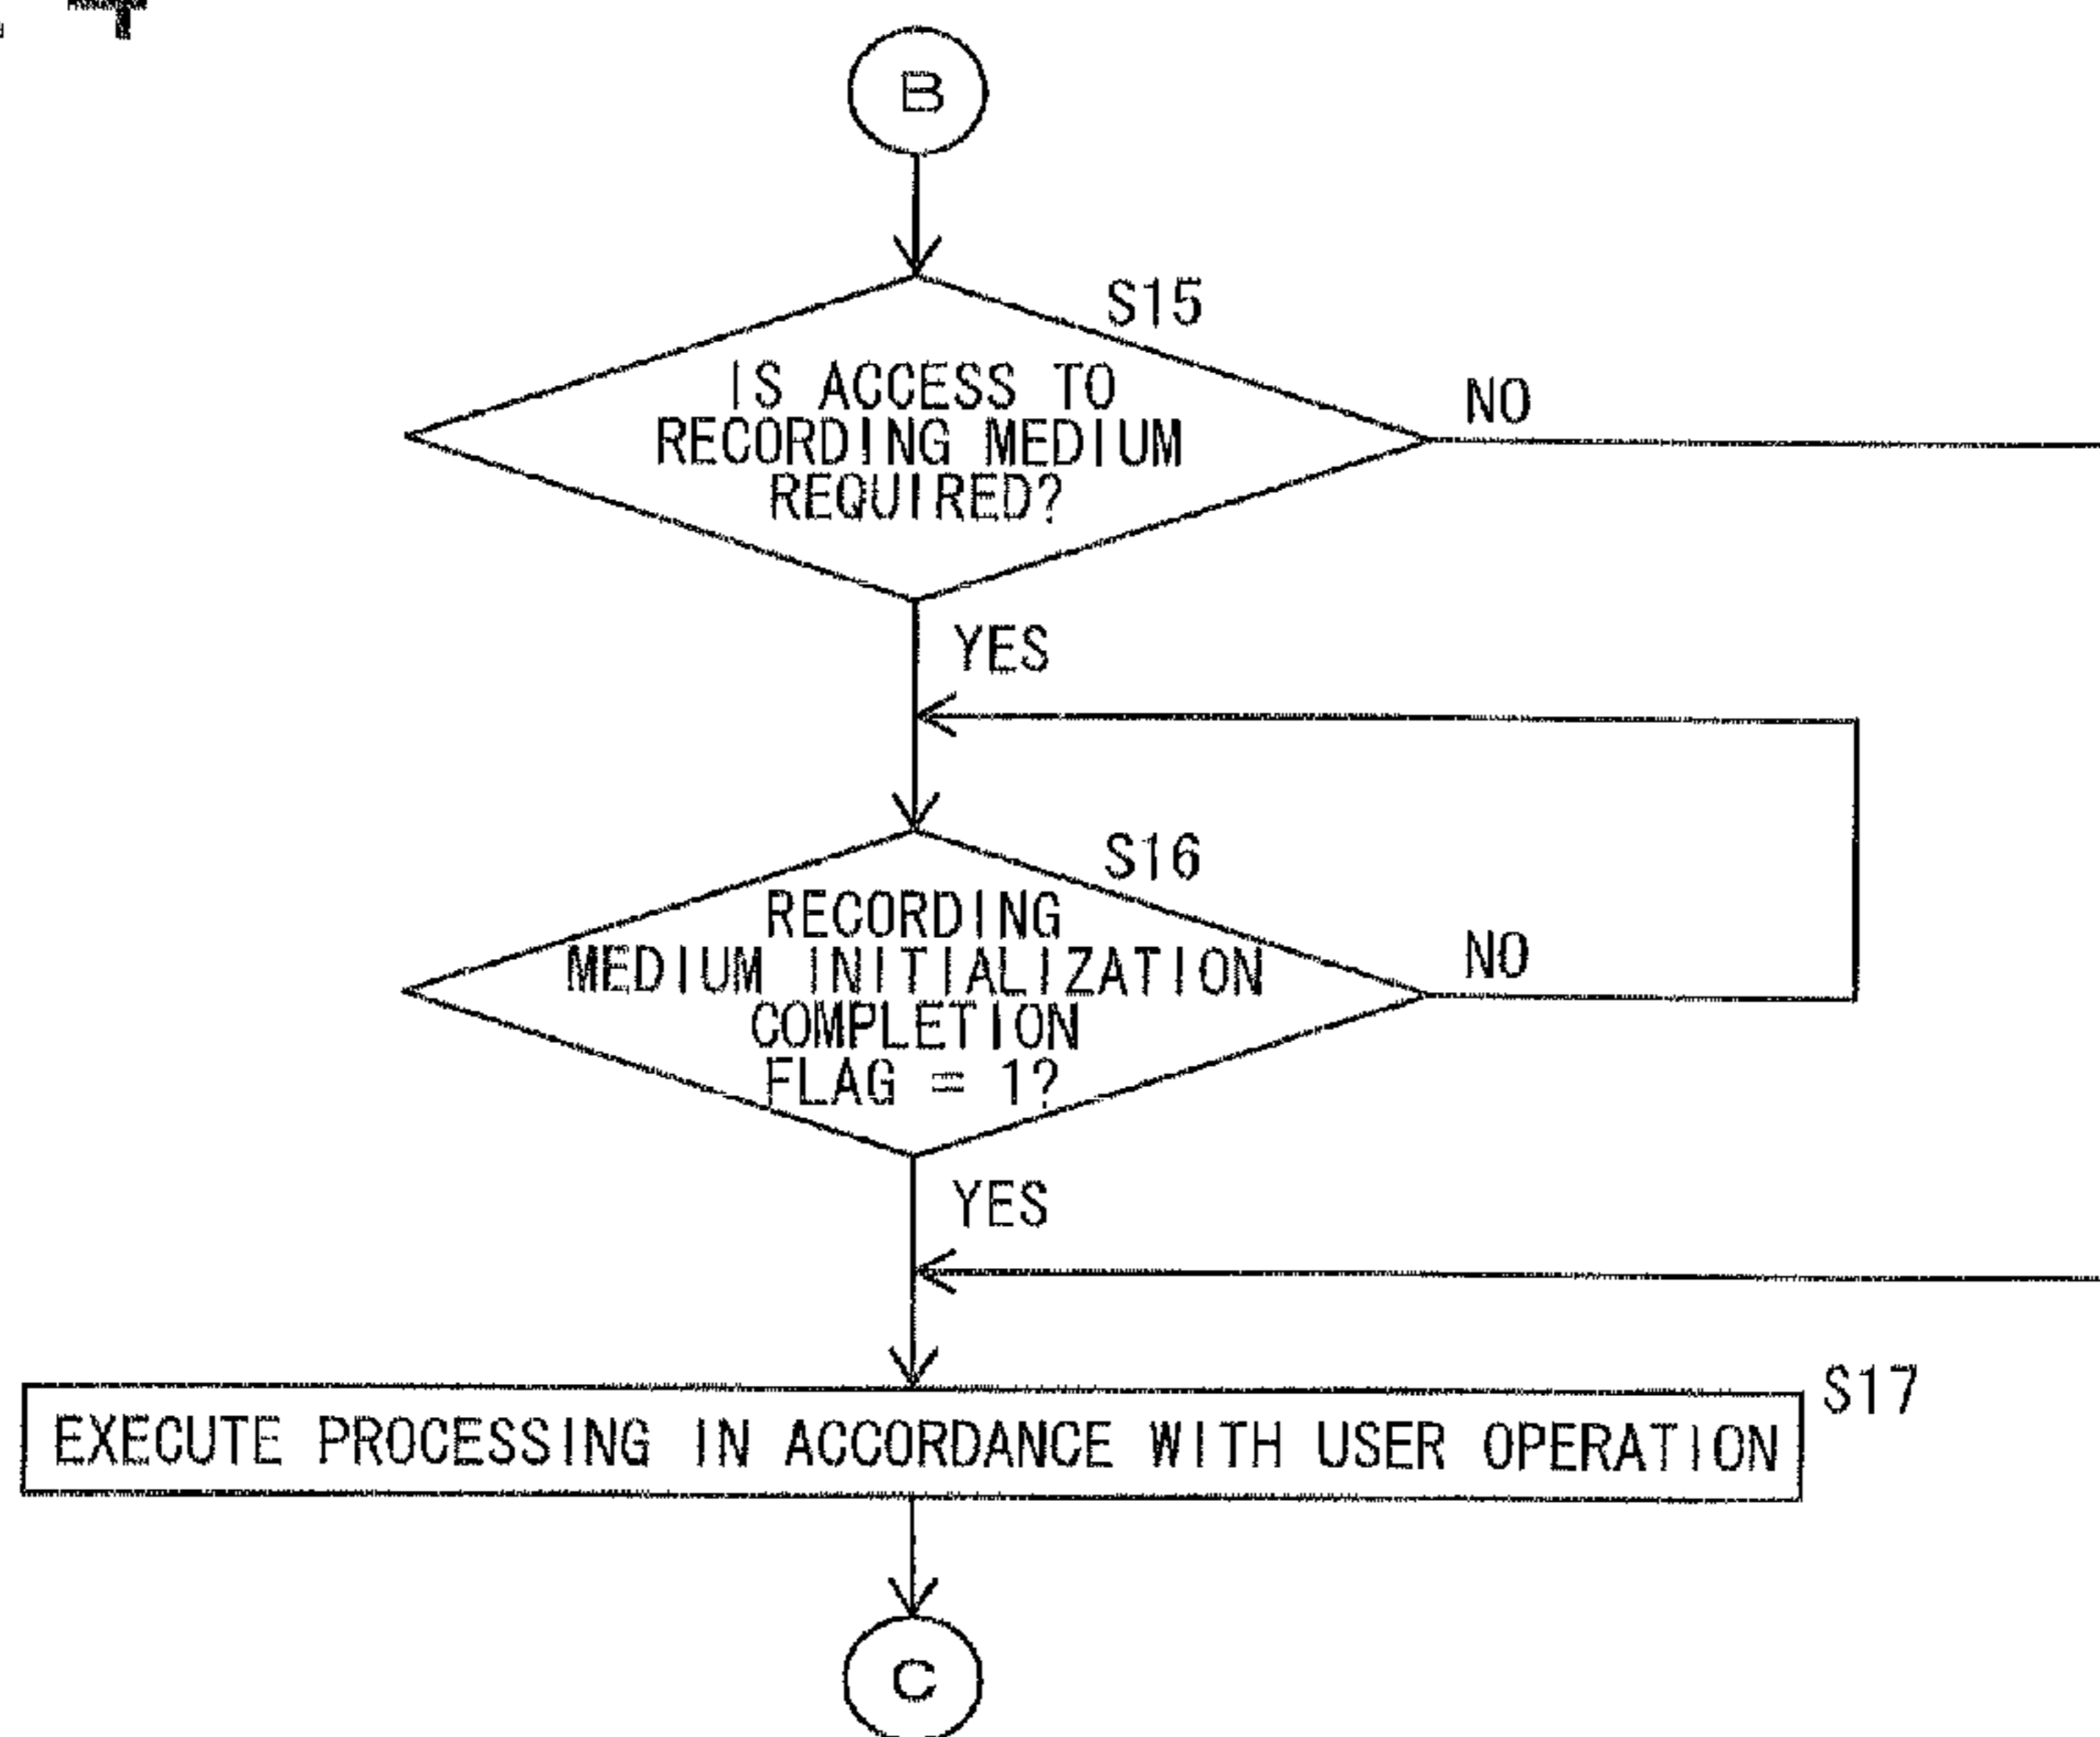 B
S15
IS ACCESS TO
RECORDING MEDIUM
REQUIRED?
NO
YES
S16
RECORDING
MEDIUM INITIALIZATION
COMPLETION
FLAG = 1?
NO
YES
S17
EXECUTE PROCESSING IN ACCORDANCE WITH USER OPERATION
C